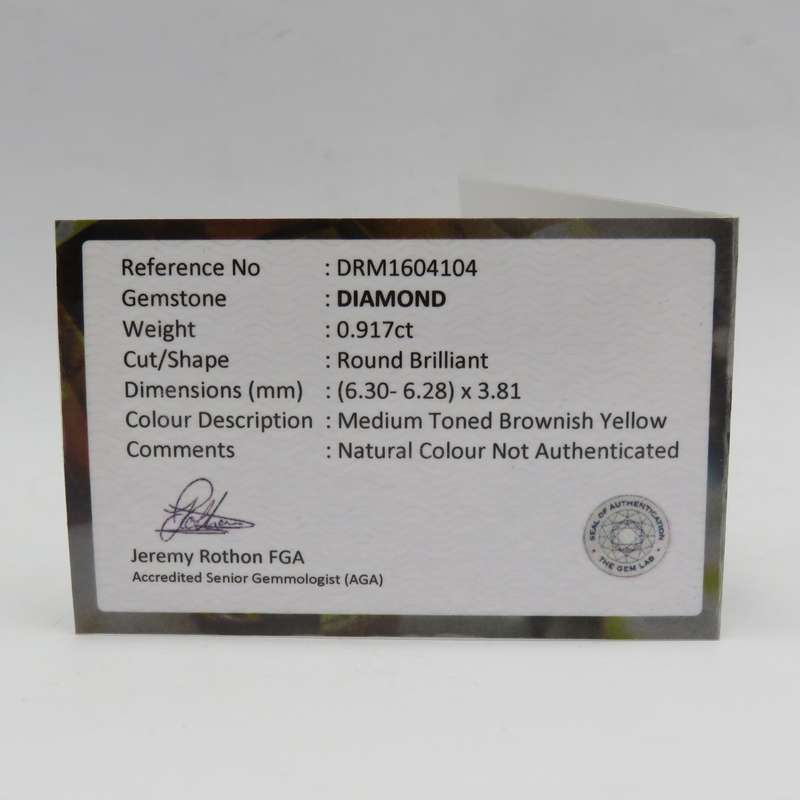 Reference No : DRM1604104
Gemstone : DIAMOND
Weight : 0.917ct
Cut/Shape : Round Brilliant
Dimensions (mm) : (6.30- 6.28) x 3.81
Colour Description : Medium Toned Brownish Yellow
Comments : Natural Colour Not Authenticated
Jeremy Rothon FGA
Accredited Senior Gemmologist (AGA)
SEAL OF AUTHENTICATION
• THE GEM LAB •